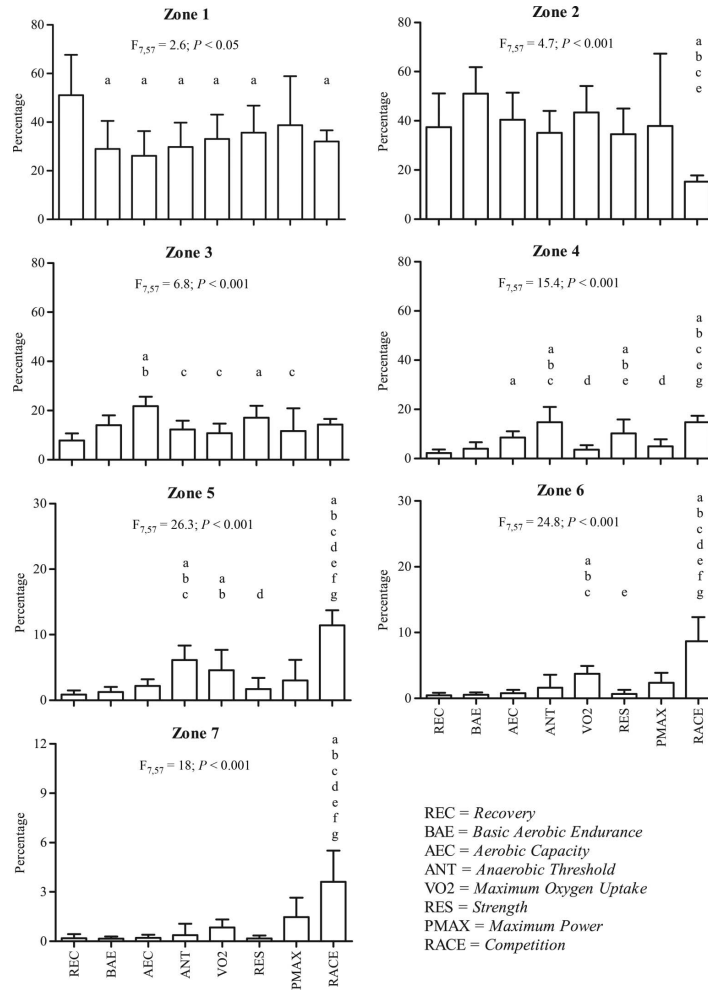 Zone 1
F7,57 = 2.6; P < 0.05
Percentage
80
60
40
20
0
a a a a a a
Zone 2
F7,57 = 4.7; P < 0.001
Percentage
80
60
40
20
0
a
b
c
e
Zone 3
F7,57 = 6.8; P < 0.001
Percentage
80
60
40
20
0
a
b c c a c
Zone 4
F7,57 = 15.4; P < 0.001
Percentage
80
60
40
20
0
a
a a b
b b c
a c d e d e
g
Zone 5
F7,57 = 26.3; P < 0.001
Percentage
30
20
10
0
a
b
c
d
a e
b a f
c b d g
Zone 6
F7,57 = 24.8; P < 0.001
Percentage
30
20
10
0
a
b
c
d
a e
b f
c e g
REC BAE AEC ANT VO2 RES PMAX RACE
Zone 7
F7,57 = 18; P < 0.001
Percentage
12
9
6
3
0
a
b
c
d
e
f
g
REC BAE AEC ANT VO2 RES PMAX RACE
REC = Recovery
BAE = Basic Aerobic Endurance
AEC = Aerobic Capacity
ANT = Anaerobic Threshold
VO2 = Maximum Oxygen Uptake
RES = Strength
PMAX = Maximum Power
RACE = Competition